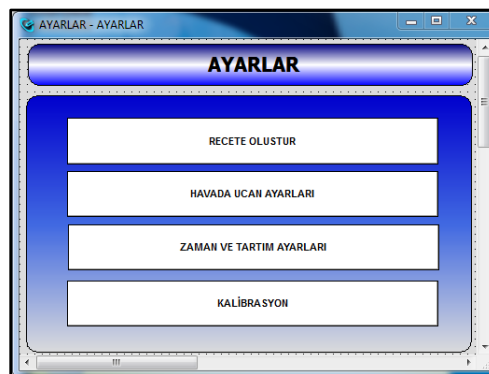 AYARLAR - AYARLAR
AYARLAR
RECETE OLUSTUR
HAVADA UCAN AYARLARI
ZAMAN VE TARTIM AYARLARI
KALİBRASYON